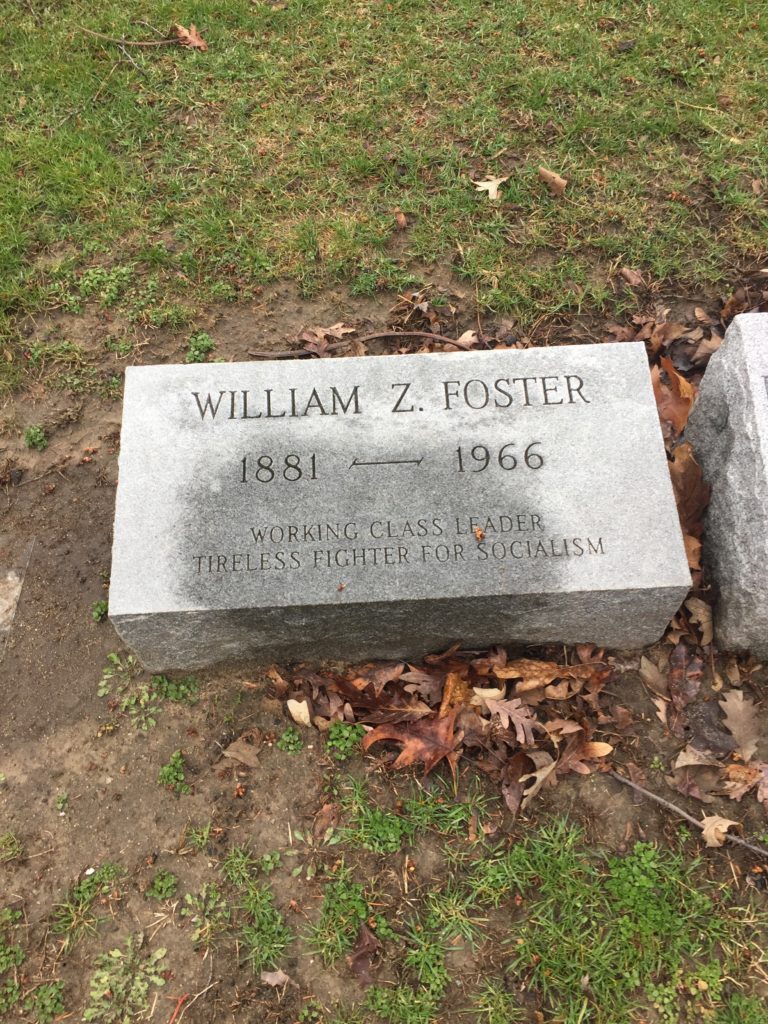 WILLIAM Z. FOSTER
1881 — 1966
WORKING CLASS LEADER
TIRELESS FIGHTER FOR SOCIALISM